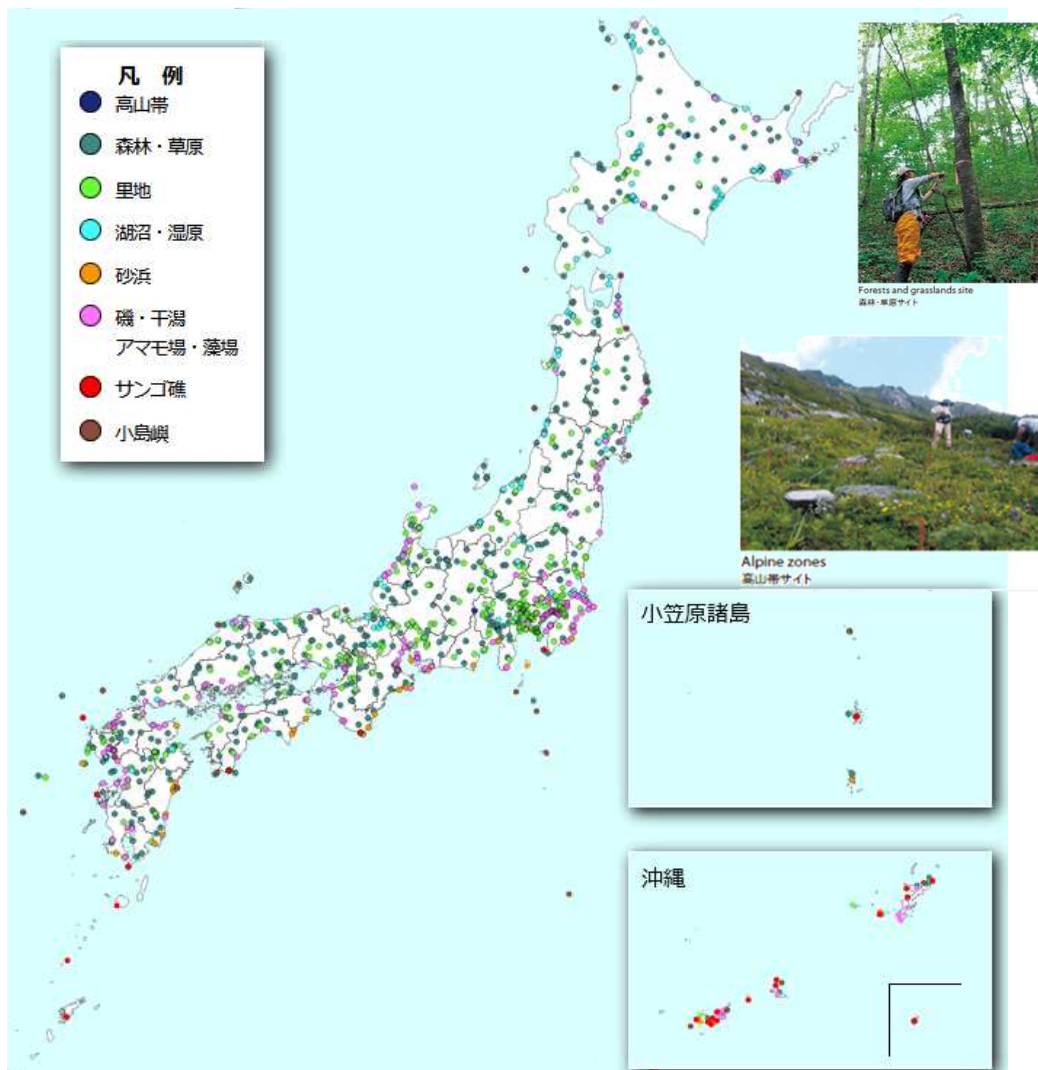 凡　例
高山帯
森林・草原
里地
湖沼・湿原
砂浜
磯・干潟
アマモ場・藻場
サンゴ礁
小島嶼
Forests and grasslands site
森林・草原サイト
Alpine zones
高山帯サイト
小笠原諸島
沖縄